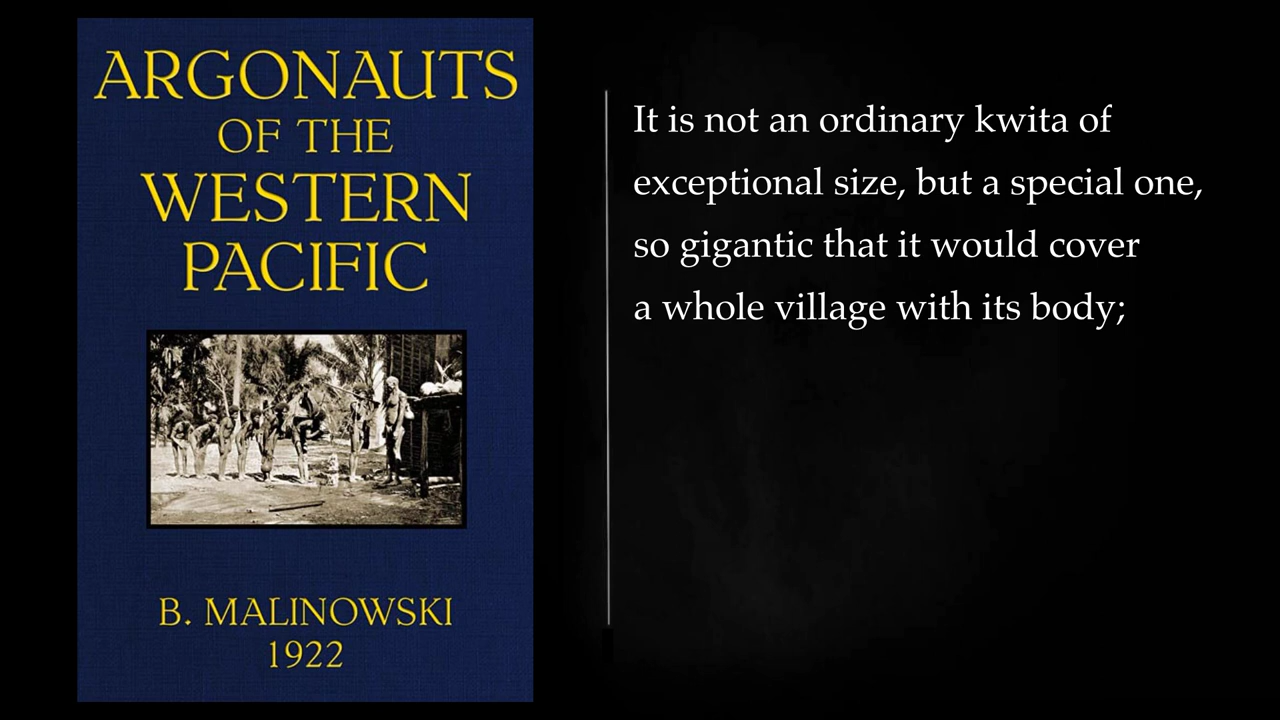 ARGONAUTS
OF THE
WESTERN
PACIFIC
B. MALINOWSKI
1922
It is not an ordinary kwita of
exceptional size, but a special one,
so gigantic that it would cover
a whole village with its body;